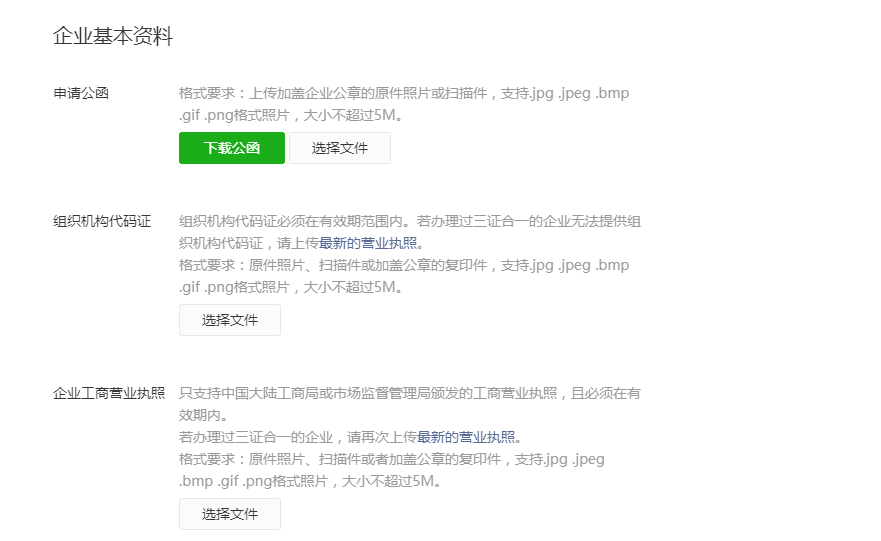 企业基本资料
申请公函
格式要求：上传加盖企业公章的原件照片或扫描件，支持.jpg .jpeg .bmp
.gif .png格式照片，大小不超过5M。
下载公函
选择文件
组织机构代码证
组织机构代码证必须在有效期范围内。若办理过三证合一的企业无法提供组
织机构代码证，请上传最新的营业执照。
格式要求：原件照片、扫描件或加盖公章的复印件，支持.jpg .jpeg .bmp
.gif .png格式照片，大小不超过5M。
选择文件
企业工商营业执照
只支持中国大陆工商局或市场监督管理局颁发的工商营业执照，且必须在有
效期内。
若办理过三证合一的企业，请再次上传最新的营业执照。
格式要求：原件照片、扫描件或者加盖公章的复印件，支持.jpg .jpeg
.bmp .gif .png格式照片，大小不超过5M。
选择文件